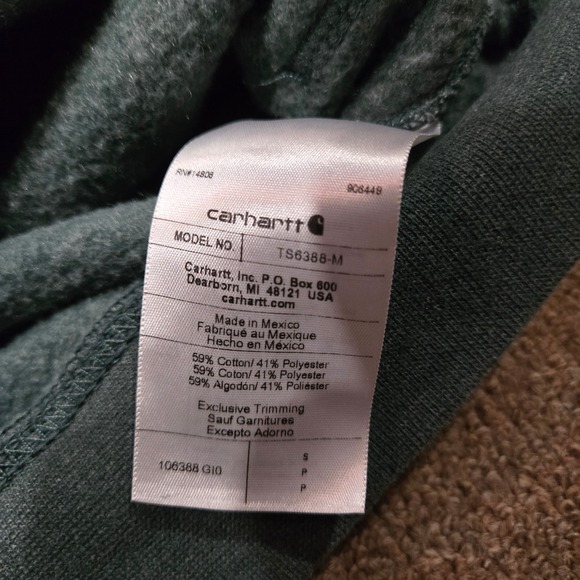 RN#14806
906449
carhartt
MODEL NO. TS6388-M
Carhartt, Inc. P.O. Box 600
Dearborn, MI 48121 USA
carhartt.com
Made in Mexico
Fabriqué au Mexique
Hecho en México
59% Cotton/ 41% Polyester
59% Coton/ 41% Polyester
59% Algodón/ 41% Poliéster
Exclusive Trimming
Sauf Garnitures
Excepto Adorno
106388 GI0
S
P
P